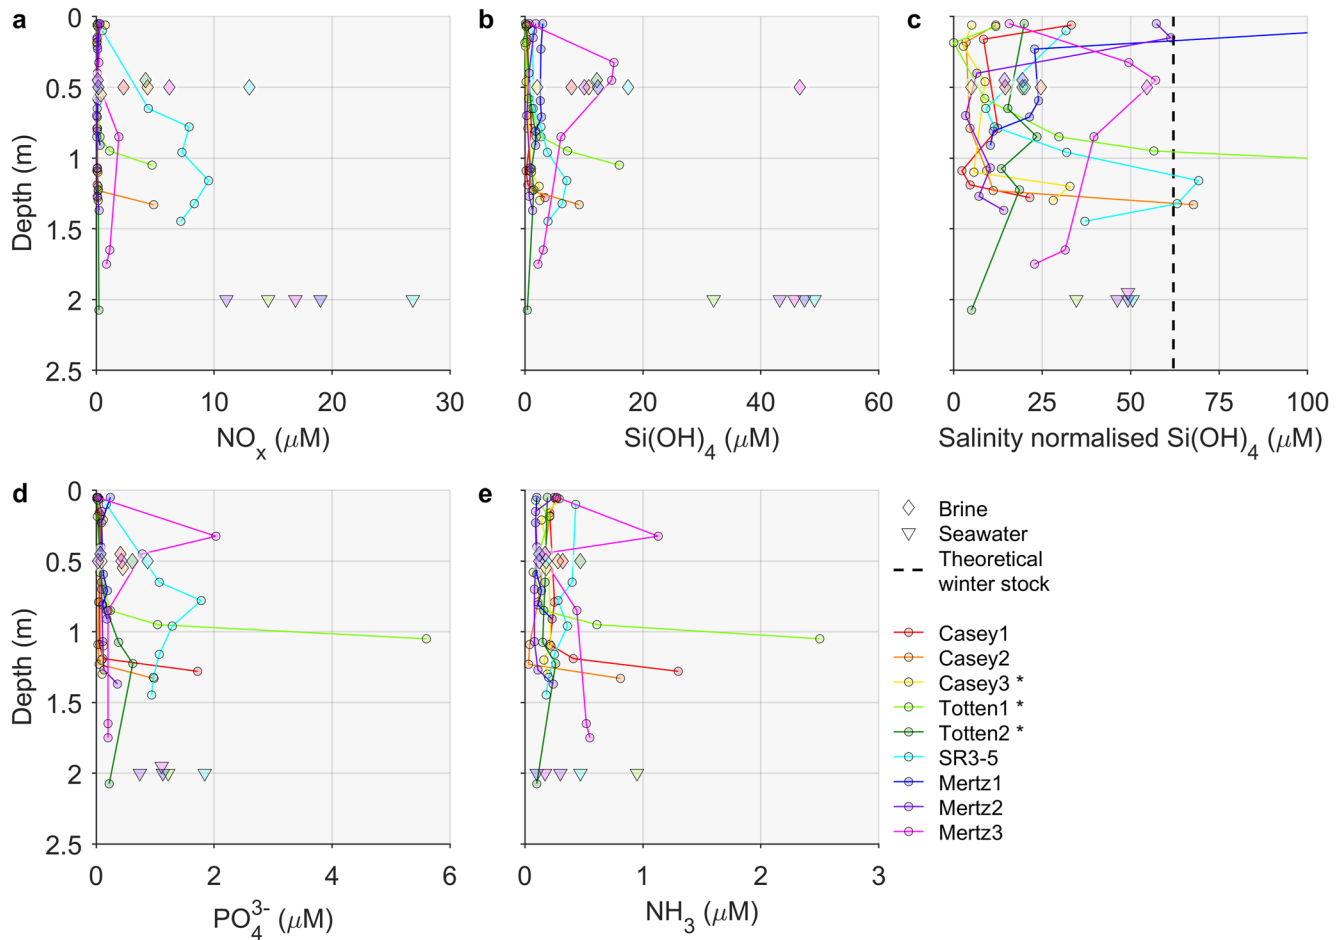 a
0
0.5
1
1.5
2
2.5
Depth (m)
0
10
20
30
NOx (μM)
b
0
20
40
60
Si(OH)4 (μM)
c
0
25
50
75
100
Salinity normalised Si(OH)4 (μM)
d
0
0.5
1
1.5
2
2.5
Depth (m)
0
2
4
6
PO4 3- (μM)
e
0
1
2
3
NH3 (μM)
Brine
Seawater
Theoretical
winter stock
Casey1
Casey2
Casey3 *
Totten1 *
Totten2 *
SR3-5
Mertz1
Mertz2
Mertz3